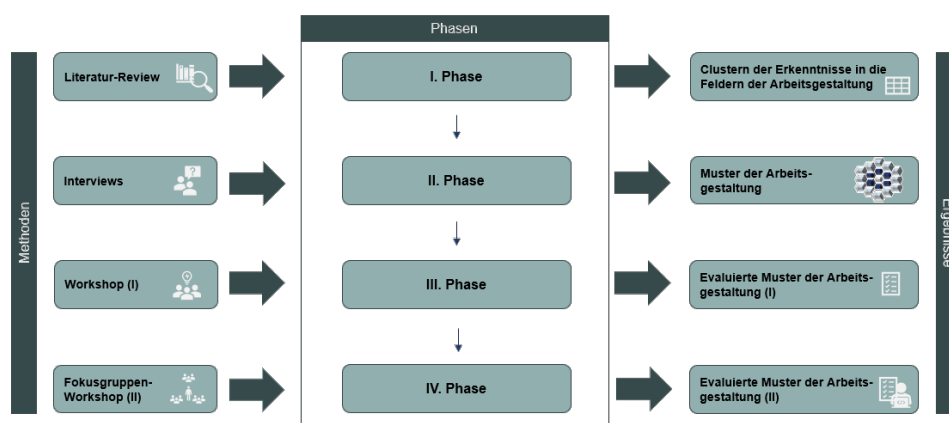 Phasen
Methoden
Ergebnisse
Literatur-Review
I. Phase
Clustern der Erkenntnisse in die
Feldern der Arbeitsgestaltung
Interviews
?
II. Phase
Muster der Arbeits-
gestaltung
Workshop (I)
III. Phase
Evaluierte Muster der Arbeits-
gestaltung (I)
Fokusgruppen-
Workshop (II)
IV. Phase
Evaluierte Muster der Arbeits-
gestaltung (II)